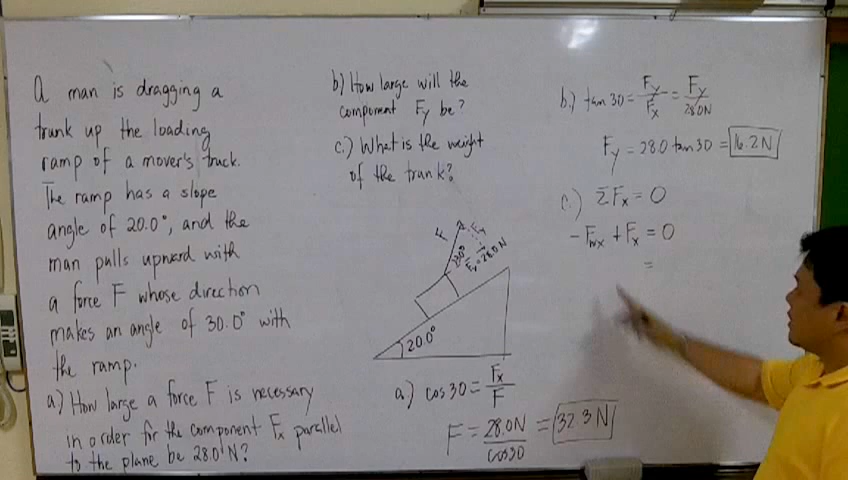 A man is dragging a
trunk up the loading
ramp of a mover's truck.
The ramp has a slope
angle of 20.0°, and the
man pulls upward with
a force F whose direction
makes an angle of 30.0° with
the ramp.
a) How large a force F is necessary
in order for the component Fx parallel
to the plane be 28.0 N?
b) How large will the
component Fy be?
c.) What is the weight
of the trunk?
F
Fy
30.0°
Fx = 28.0 N
20.0°
a) cos 30 = Fx/F
F = 28.0N/cos30 = 32.3 N
b.) tan 30 = Fy/Fx = Fy/28.0N
Fy = 28.0 tan 30 = 16.2 N
c.) ΣFx = 0
-Fwx + Fx = 0
=